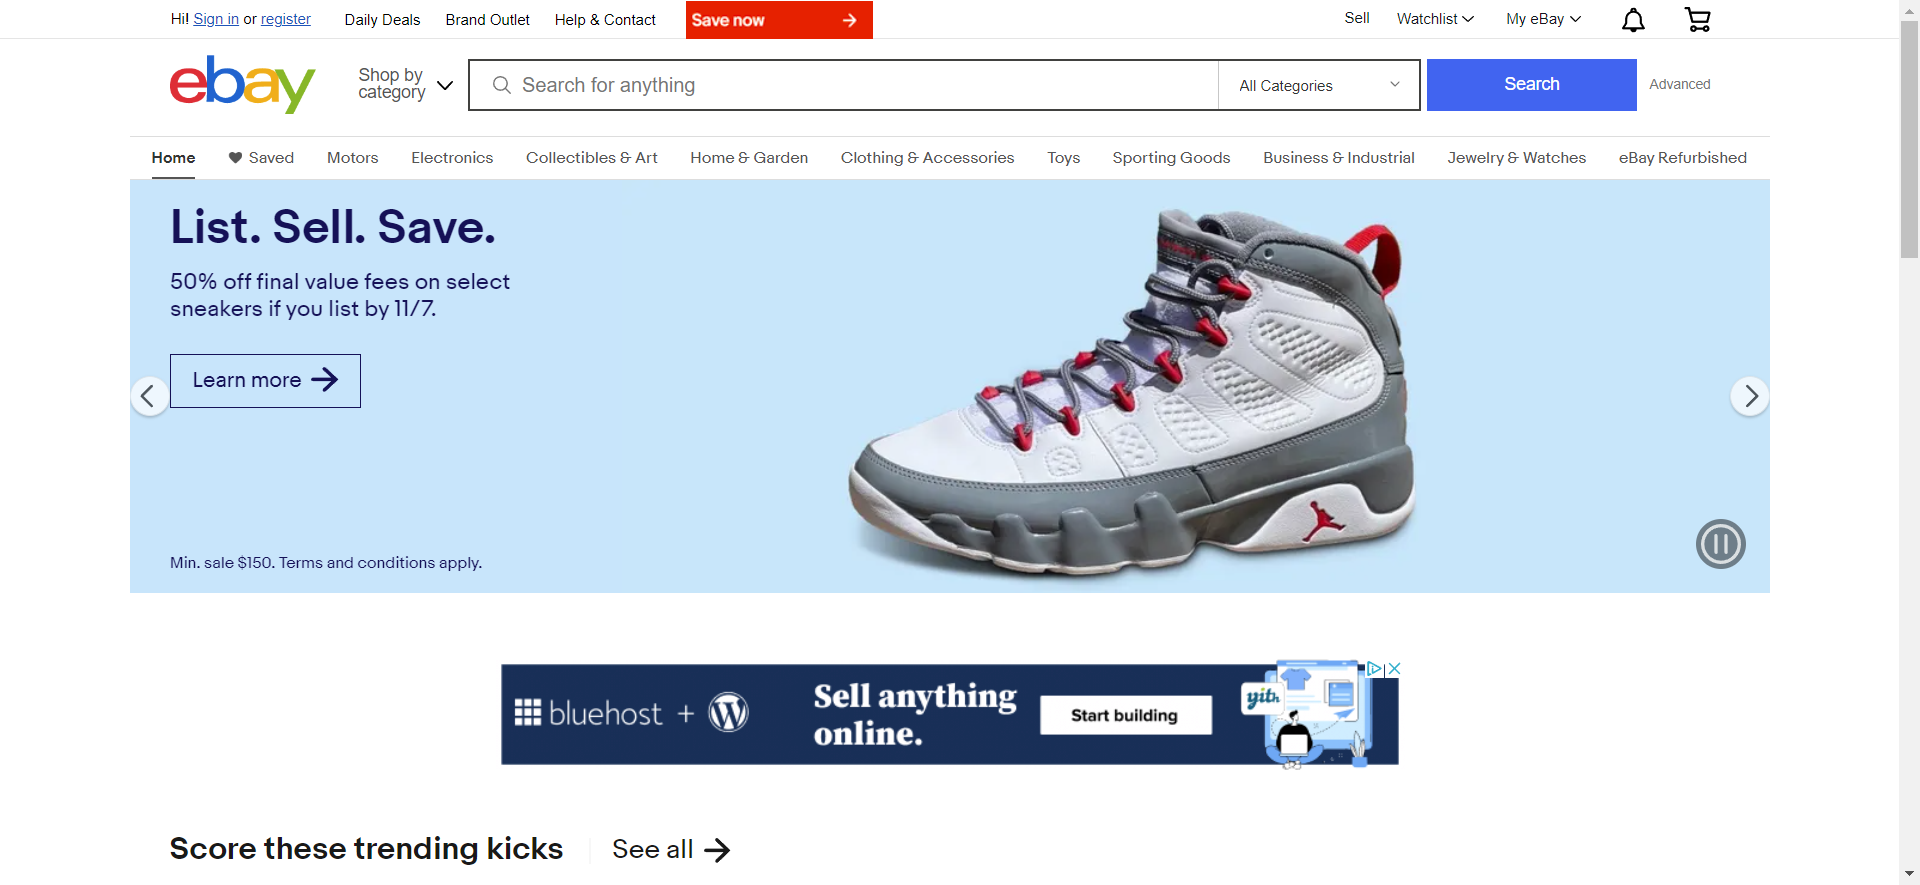 Hi! Sign in or register
Daily Deals
Brand Outlet
Help & Contact
Save now
Sell
Watchlist
My eBay
ebay
Shop by
category
Search for anything
All Categories
Search
Advanced
Home
Saved
Motors
Electronics
Collectibles & Art
Home & Garden
Clothing & Accessories
Toys
Sporting Goods
Business & Industrial
Jewelry & Watches
eBay Refurbished
List. Sell. Save.
50% off final value fees on select
sneakers if you list by 11/7.
Learn more
Min. sale $150. Terms and conditions apply.
bluehost +
Sell anything
online.
Start building
yith
Score these trending kicks
See all